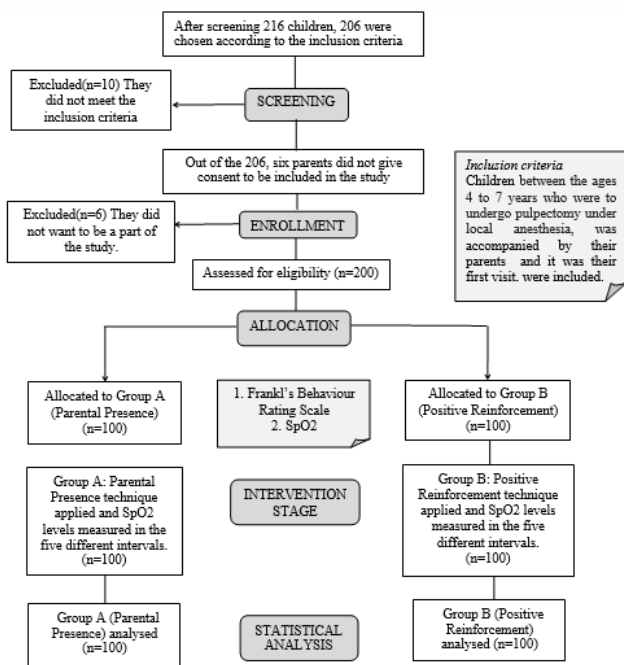 After screening 216 children, 206 were
chosen according to the inclusion criteria
Excluded(n=10) They
did not meet the
inclusion criteria
SCREENING
Out of the 206, six parents did not give
consent to be included in the study
Inclusion criteria
Children between the ages
4 to 7 years who were to
undergo pulpectomy under
local anesthesia, was
accompanied by their
parents and it was their
first visit. were included.
Excluded(n=6) They did
not want to be a part
of the study.
ENROLLMENT
Assessed for eligibility (n=200)
ALLOCATION
Allocated to Group A
(Parental Presence)
(n=100)
1. Frankl's Behaviour
Rating Scale
2. SpO2
Allocated to Group B
(Positive Reinforcement)
(n=100)
Group A: Parental
Presence technique
applied and SpO2
levels measured in the
five different intervals.
(n=100)
INTERVENTION
STAGE
Group B: Positive
Reinforcement technique
applied and SpO2 levels
measured in the five
different intervals.
(n=100)
Group A (Parental
Presence) analysed
(n=100)
STATISTICAL
ANALYSIS
Group B (Positive
Reinforcement)
analysed (n=100)